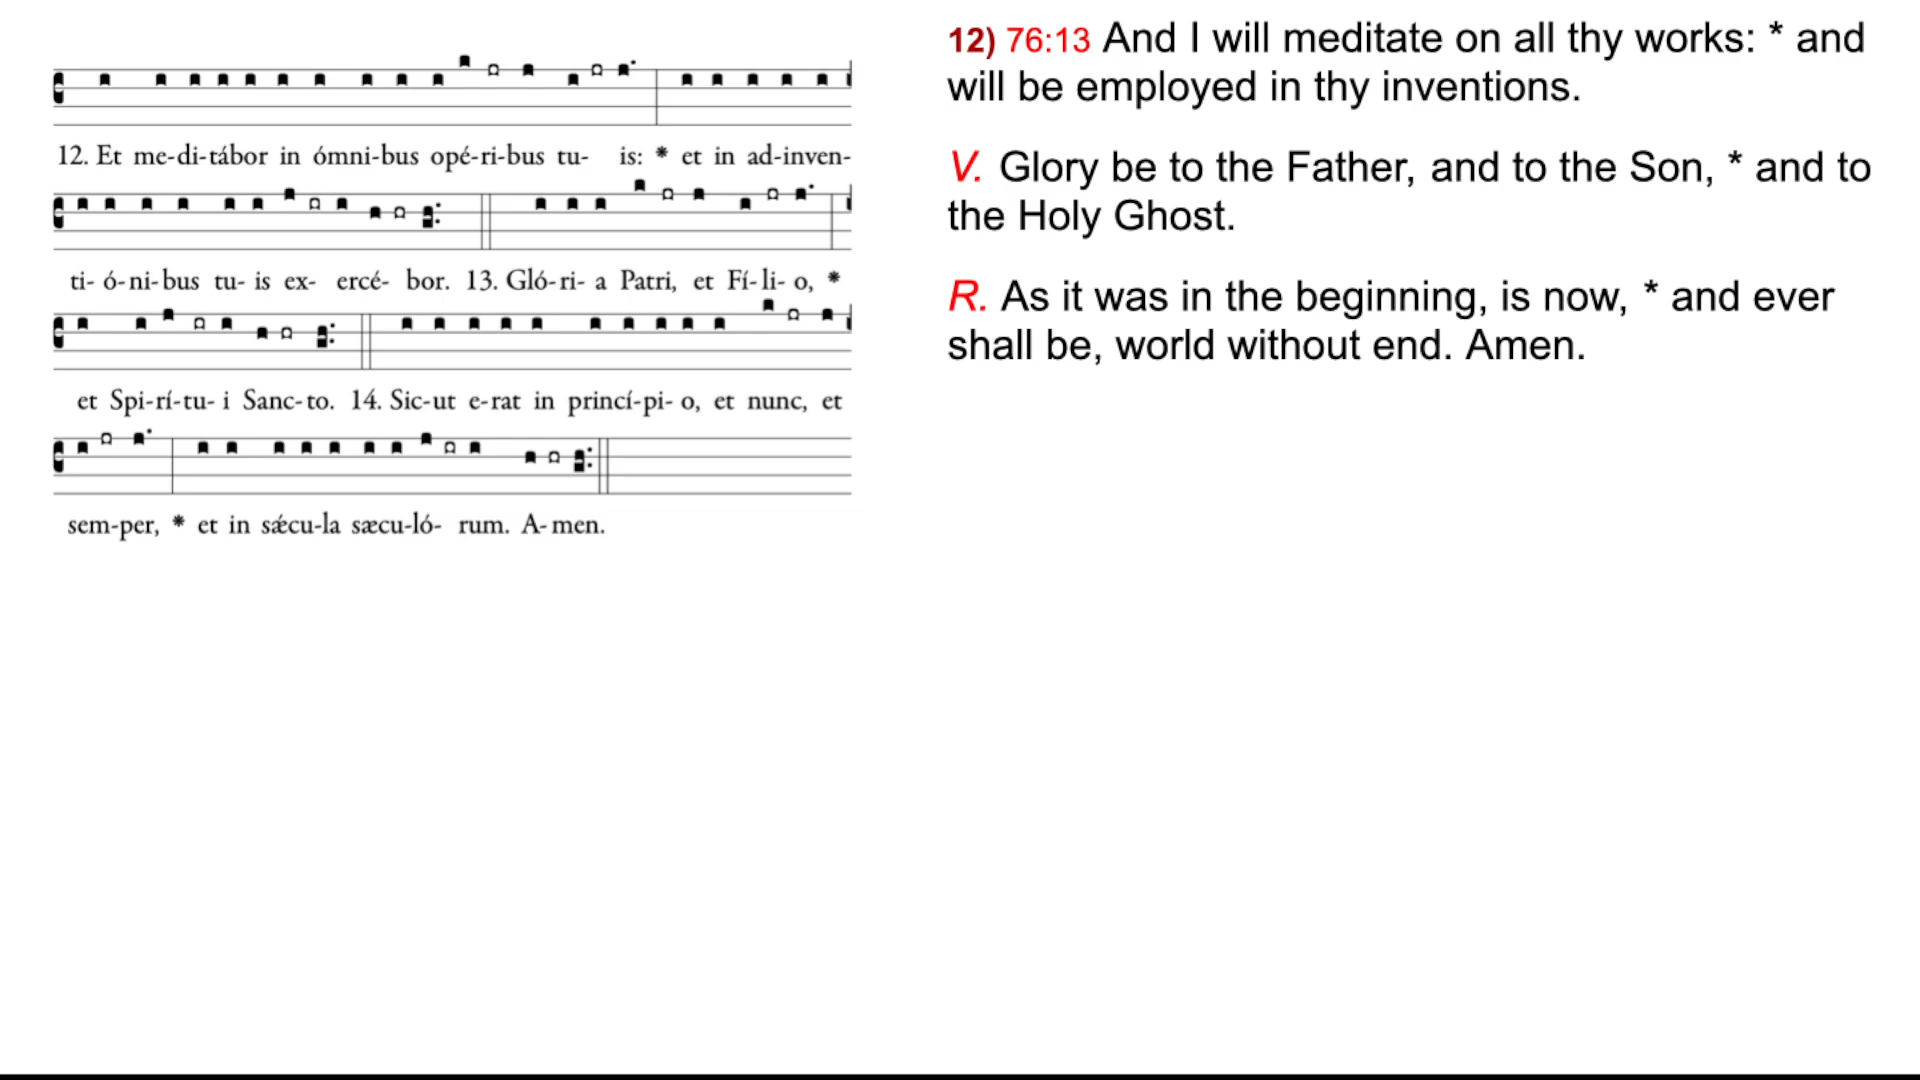 12. Et me-di-tábor in ómni-bus opé-ri-bus tu- is: * et in ad-inven-
ti- ó-ni-bus tu- is ex- ercé- bor. 13. Gló-ri- a Patri, et Fí-li- o, *
et Spi-rí-tu- i Sanc-to. 14. Sic-ut e-rat in princí-pi- o, et nunc, et
sem-per, * et in sǽcu-la sæcu-ló- rum. A-men.
12) 76:13 And I will meditate on all thy works: * and
will be employed in thy inventions.
V. Glory be to the Father, and to the Son, * and to
the Holy Ghost.
R. As it was in the beginning, is now, * and ever
shall be, world without end. Amen.